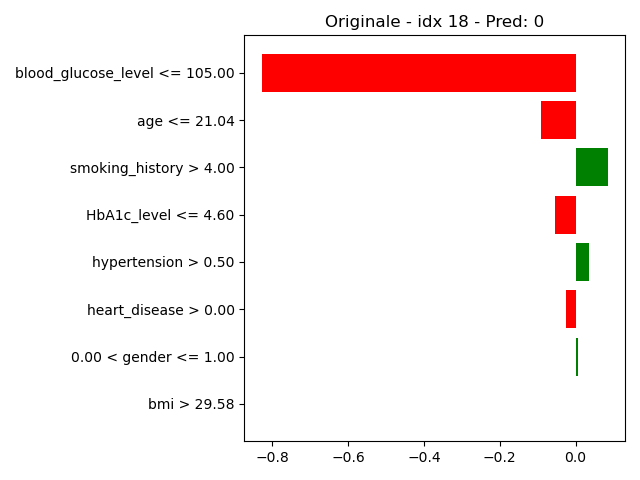 Originale - idx 18 - Pred: 0
blood_glucose_level <= 105.00
age <= 21.04
smoking_history > 4.00
HbA1c_level <= 4.60
hypertension > 0.50
heart_disease > 0.00
0.00 < gender <= 1.00
bmi > 29.58
−0.8 −0.6 −0.4 −0.2 0.0